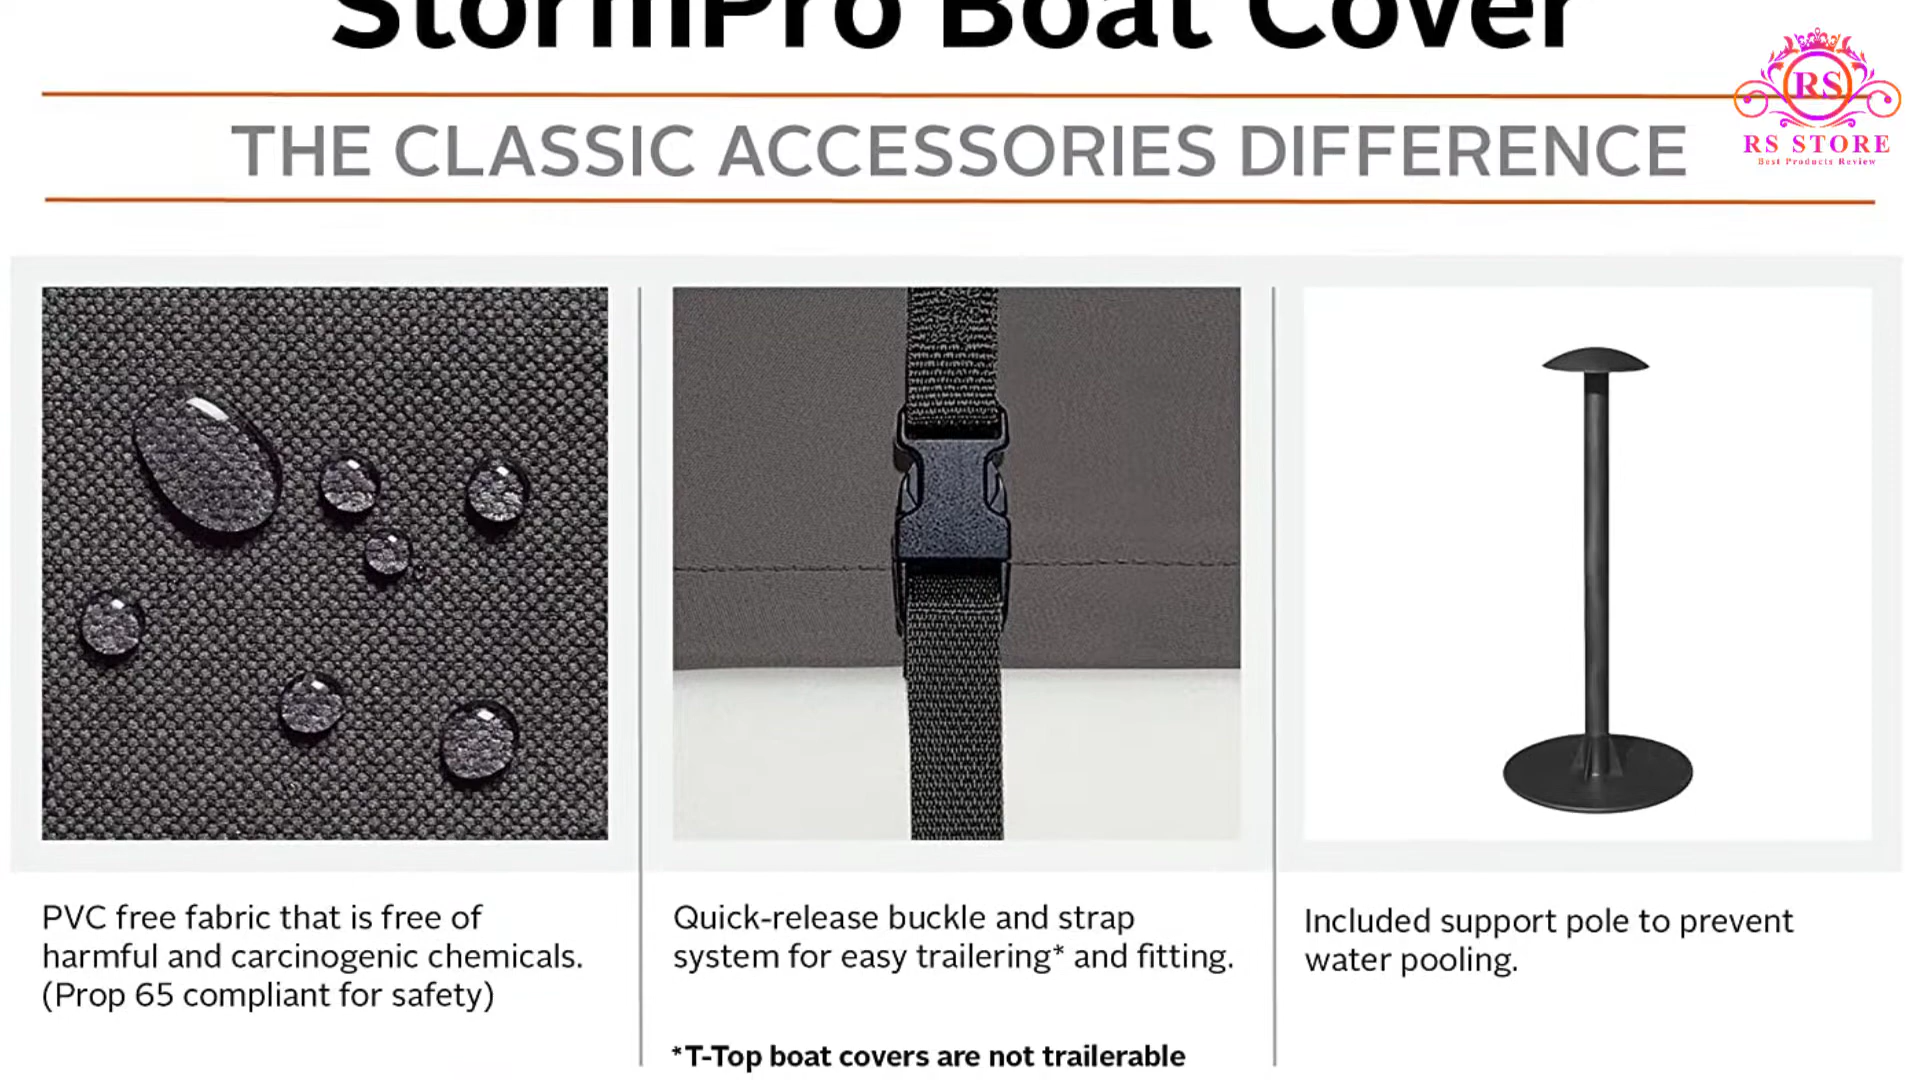 StormPro Boat Cover
THE CLASSIC ACCESSORIES DIFFERENCE
RS
RS STORE
Best Products Review
PVC free fabric that is free of
harmful and carcinogenic chemicals.
(Prop 65 compliant for safety)
Quick-release buckle and strap
system for easy trailering* and fitting.
*T-Top boat covers are not trailerable
Included support pole to prevent
water pooling.